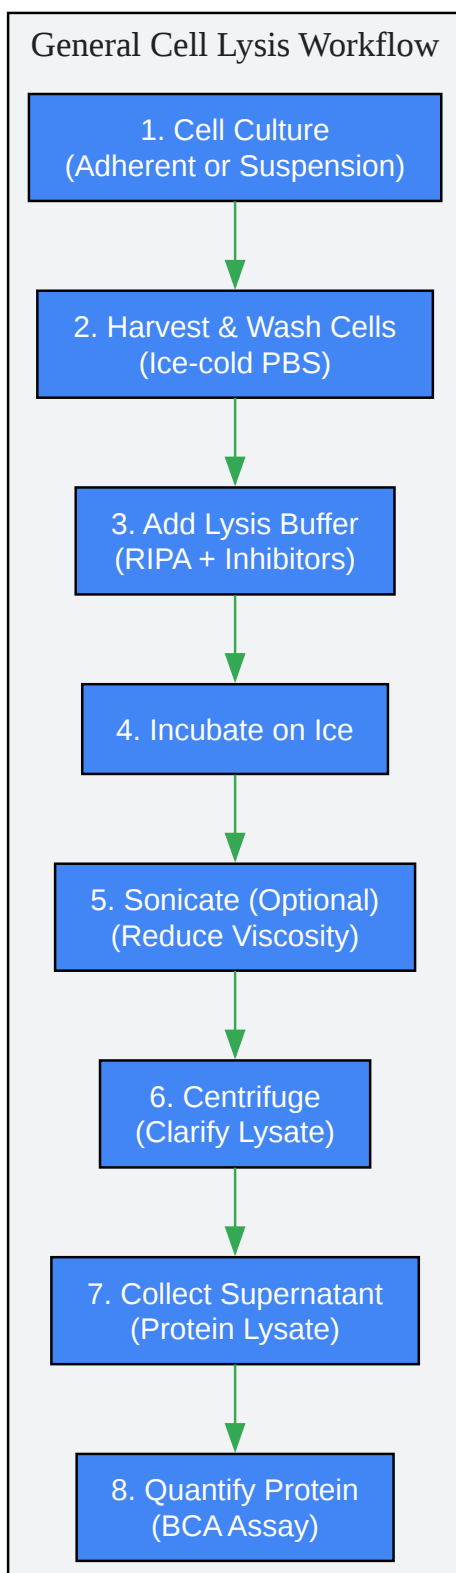 General Cell Lysis Workflow
1. Cell Culture
(Adherent or Suspension)
2. Harvest & Wash Cells
(Ice-cold PBS)
3. Add Lysis Buffer
(RIPA + Inhibitors)
4. Incubate on Ice
5. Sonicate (Optional)
(Reduce Viscosity)
6. Centrifuge
(Clarify Lysate)
7. Collect Supernatant
(Protein Lysate)
8. Quantify Protein
(BCA Assay)